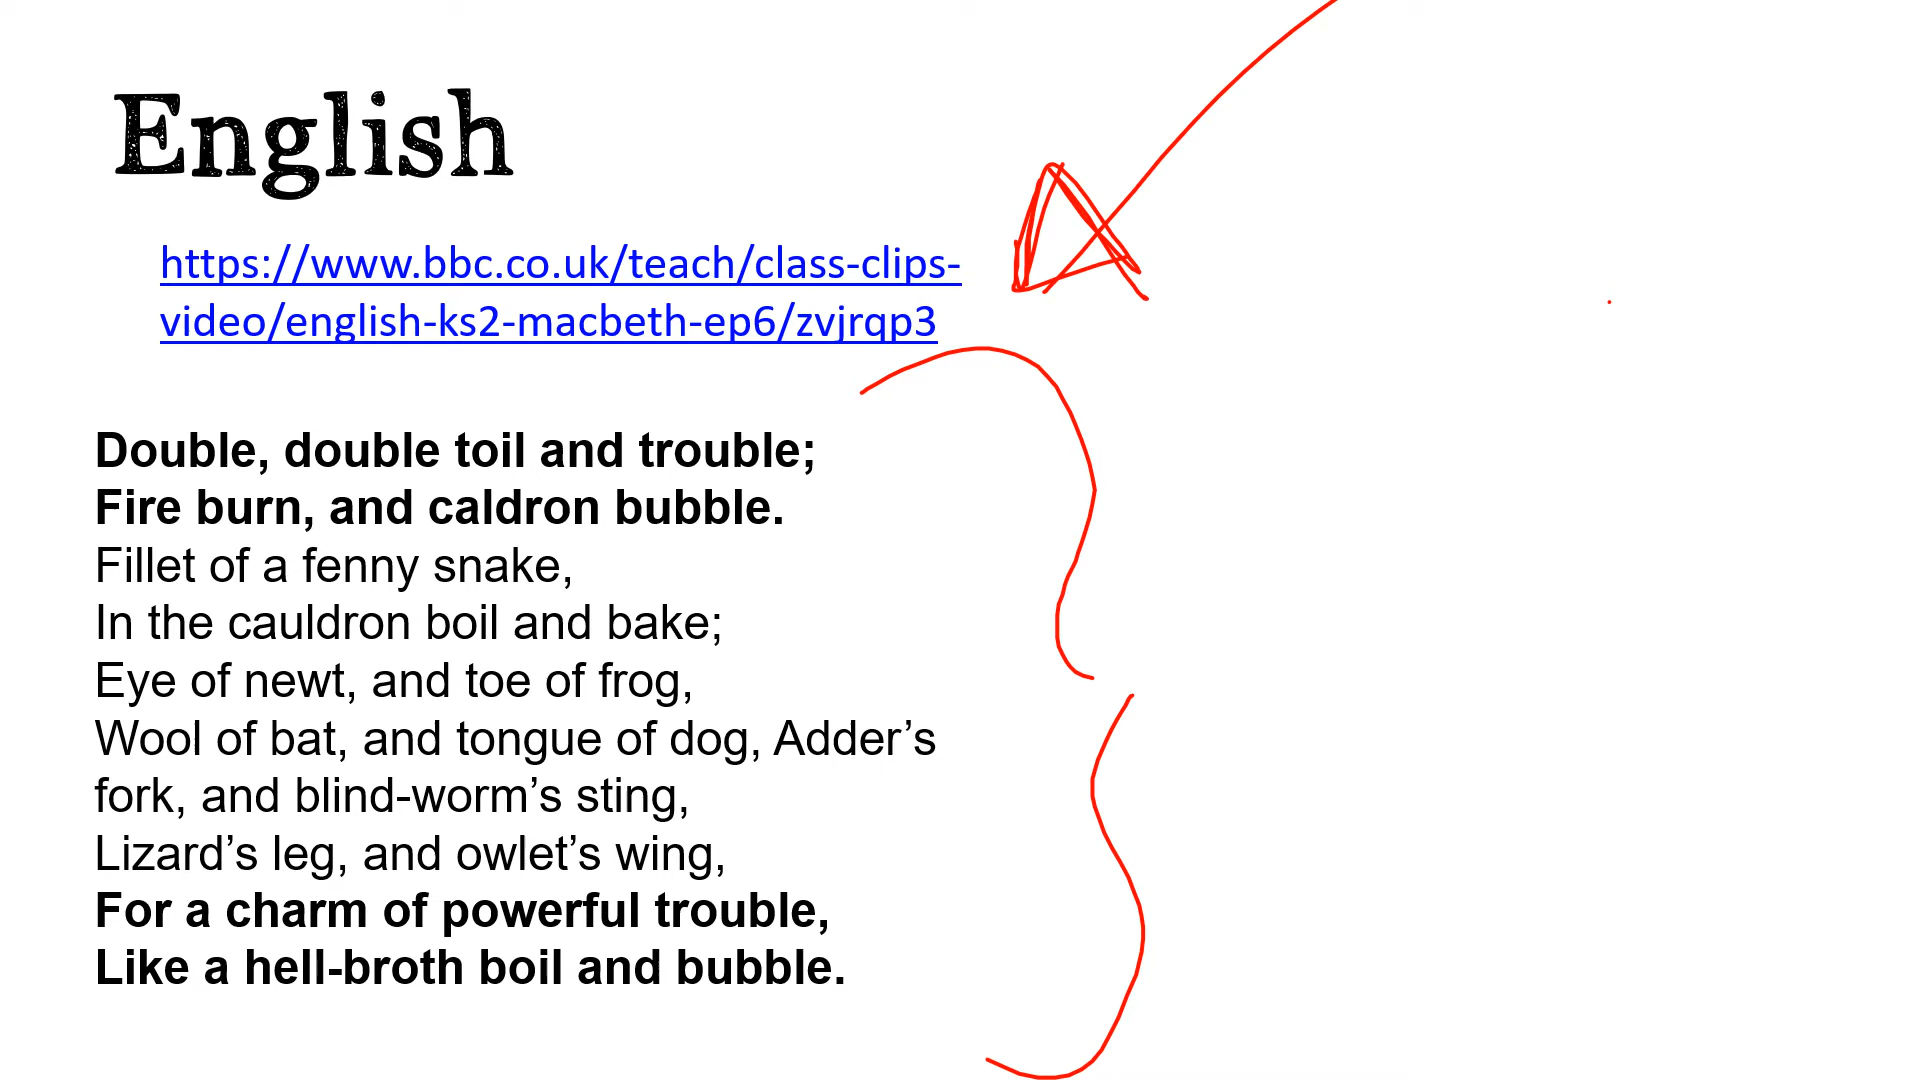 English
https://www.bbc.co.uk/teach/class-clips-
video/english-ks2-macbeth-ep6/zvjrqp3
Double, double toil and trouble;
Fire burn, and caldron bubble.
Fillet of a fenny snake,
In the cauldron boil and bake;
Eye of newt, and toe of frog,
Wool of bat, and tongue of dog, Adder’s
fork, and blind-worm’s sting,
Lizard’s leg, and owlet’s wing,
For a charm of powerful trouble,
Like a hell-broth boil and bubble.